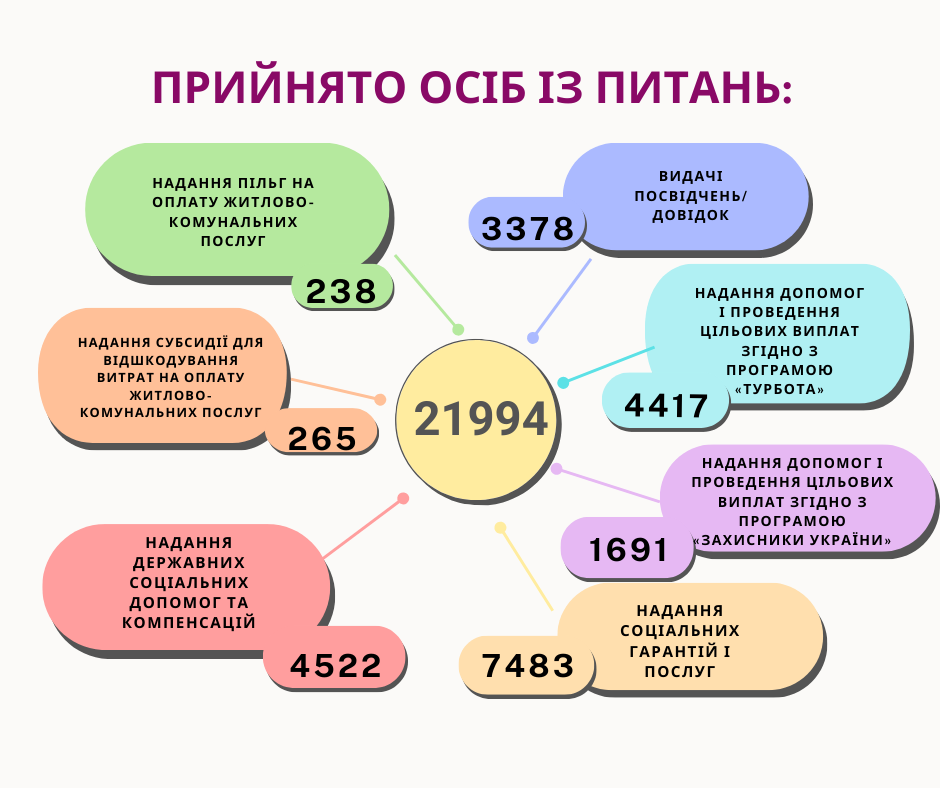 ПРИЙНЯТО ОСІБ ІЗ ПИТАНЬ:
НАДАННЯ ПІЛЬГ НА
ОПЛАТУ ЖИТЛОВО-
КОМУНАЛЬНИХ
ПОСЛУГ
238
ВИДАЧІ
ПОСВІДЧЕНЬ/
ДОВІДОК
3378
НАДАННЯ СУБСИДІЇ ДЛЯ
ВІДШКОДУВАННЯ
ВИТРАТ НА ОПЛАТУ
ЖИТЛОВО-
КОМУНАЛЬНИХ ПОСЛУГ
265
НАДАННЯ ДОПОМОГ
І ПРОВЕДЕННЯ
ЦІЛЬОВИХ ВИПЛАТ
ЗГІДНО З
ПРОГРАМОЮ
«ТУРБОТА»
4417
21994
НАДАННЯ ДОПОМОГ І
ПРОВЕДЕННЯ ЦІЛЬОВИХ
ВИПЛАТ ЗГІДНО З
ПРОГРАМОЮ
«ЗАХИСНИКИ УКРАЇНИ»
1691
НАДАННЯ
ДЕРЖАВНИХ
СОЦІАЛЬНИХ
ДОПОМОГ ТА
КОМПЕНСАЦІЙ
4522
НАДАННЯ
СОЦІАЛЬНИХ
ГАРАНТІЙ І
ПОСЛУГ
7483